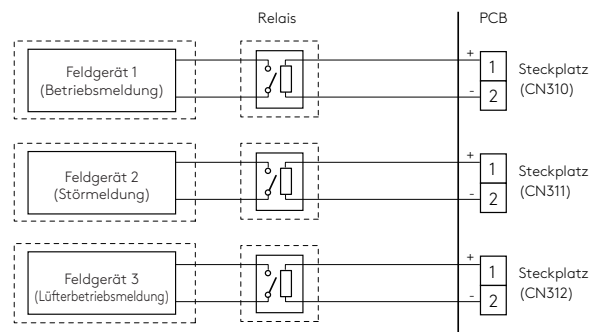 Relais
PCB
Feldgerät 1
(Betriebsmeldung)
+
-
1
2
Steckplatz
(CN310)
Feldgerät 2
(Störmeldung)
+
-
1
2
Steckplatz
(CN311)
Feldgerät 3
(Lüfterbetriebsmeldung)
+
-
1
2
Steckplatz
(CN312)